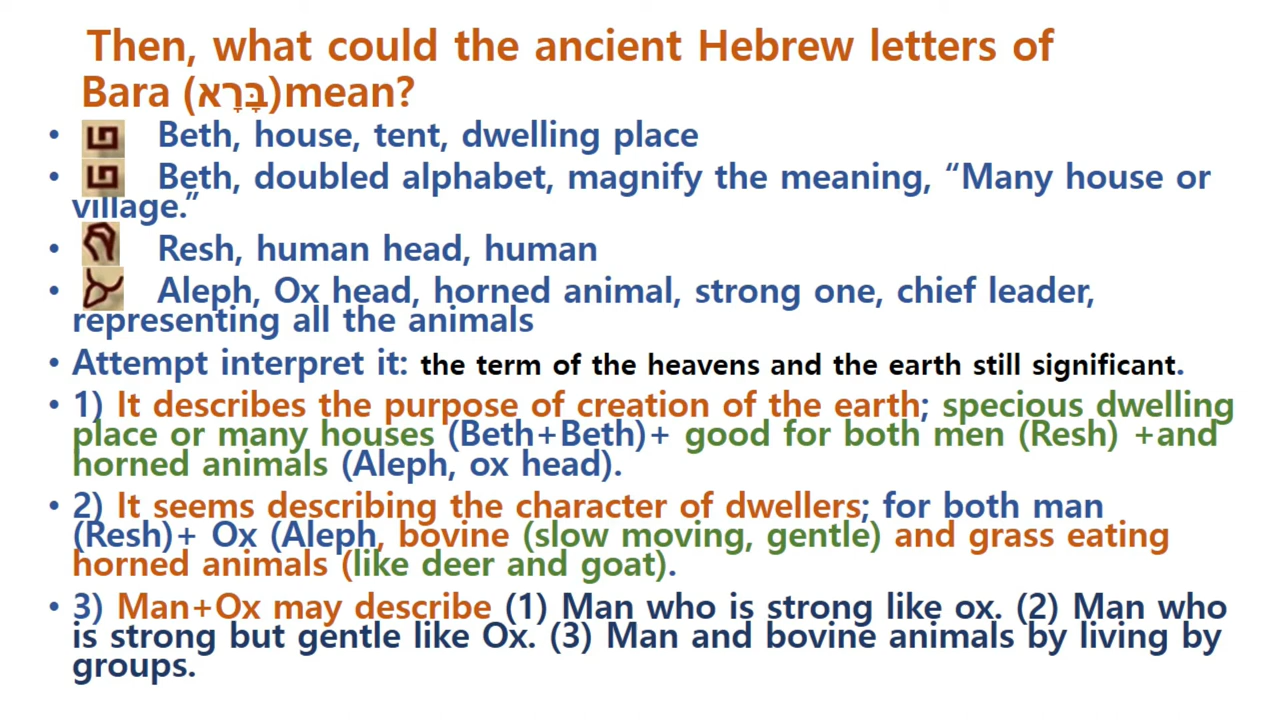 Then, what could the ancient Hebrew letters of
Bara (בָּרָא)mean?
• Beth, house, tent, dwelling place
• Beth, doubled alphabet, magnify the meaning, “Many house or
village.”
• Resh, human head, human
• Aleph, Ox head, horned animal, strong one, chief leader,
representing all the animals
• Attempt interpret it: the term of the heavens and the earth still significant.
• 1) It describes the purpose of creation of the earth; specious dwelling
place or many houses (Beth+Beth)+ good for both men (Resh) +and
horned animals (Aleph, ox head).
• 2) It seems describing the character of dwellers; for both man
(Resh)+ Ox (Aleph, bovine (slow moving, gentle) and grass eating
horned animals (like deer and goat).
• 3) Man+Ox may describe (1) Man who is strong like ox. (2) Man who
is strong but gentle like Ox. (3) Man and bovine animals by living by
groups.